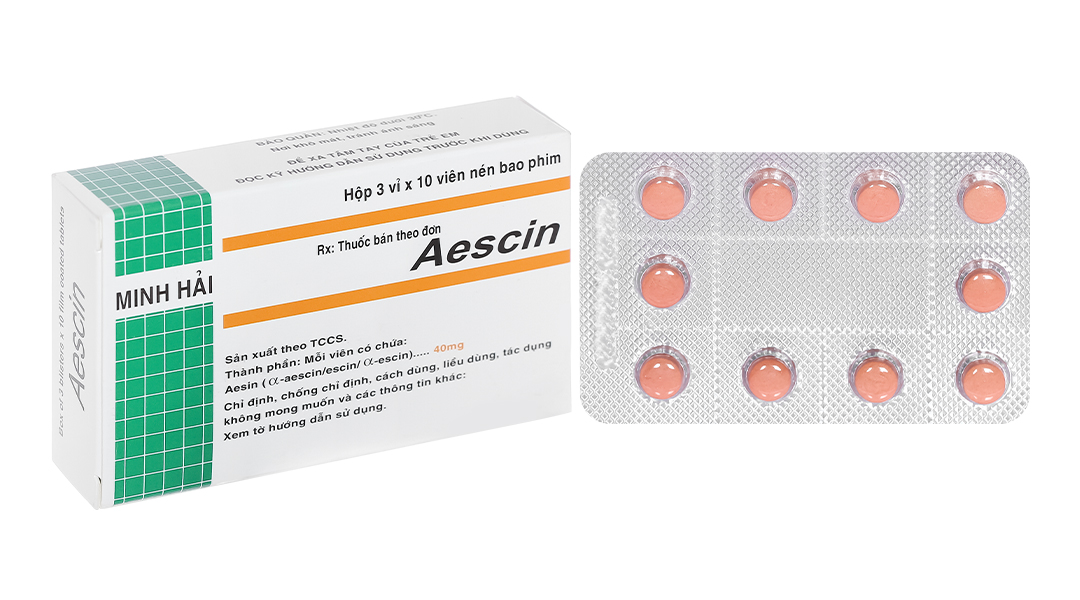 BẢO QUẢN: Nhiệt độ dưới 30°C.
Nơi khô mát, tránh ánh sáng
ĐỂ XA TẦM TAY CỦA TRẺ EM
ĐỌC KỸ HƯỚNG DẪN SỬ DỤNG TRƯỚC KHI DÙNG
Hộp 3 vỉ x 10 viên nén bao phim
Rx: Thuốc bán theo đơn
Aescin
MINH HẢI
Sản xuất theo TCCS.
Thành phần: Mỗi viên có chứa:
Aesin ( α-aescin/escin/ α-escin)..... 40mg
Chỉ định, chống chỉ định, cách dùng, liều dùng, tác dụng
không mong muốn và các thông tin khác:
Xem tờ hướng dẫn sử dụng.
Box of 3 blisters x 10 film coated tablets
Aescin